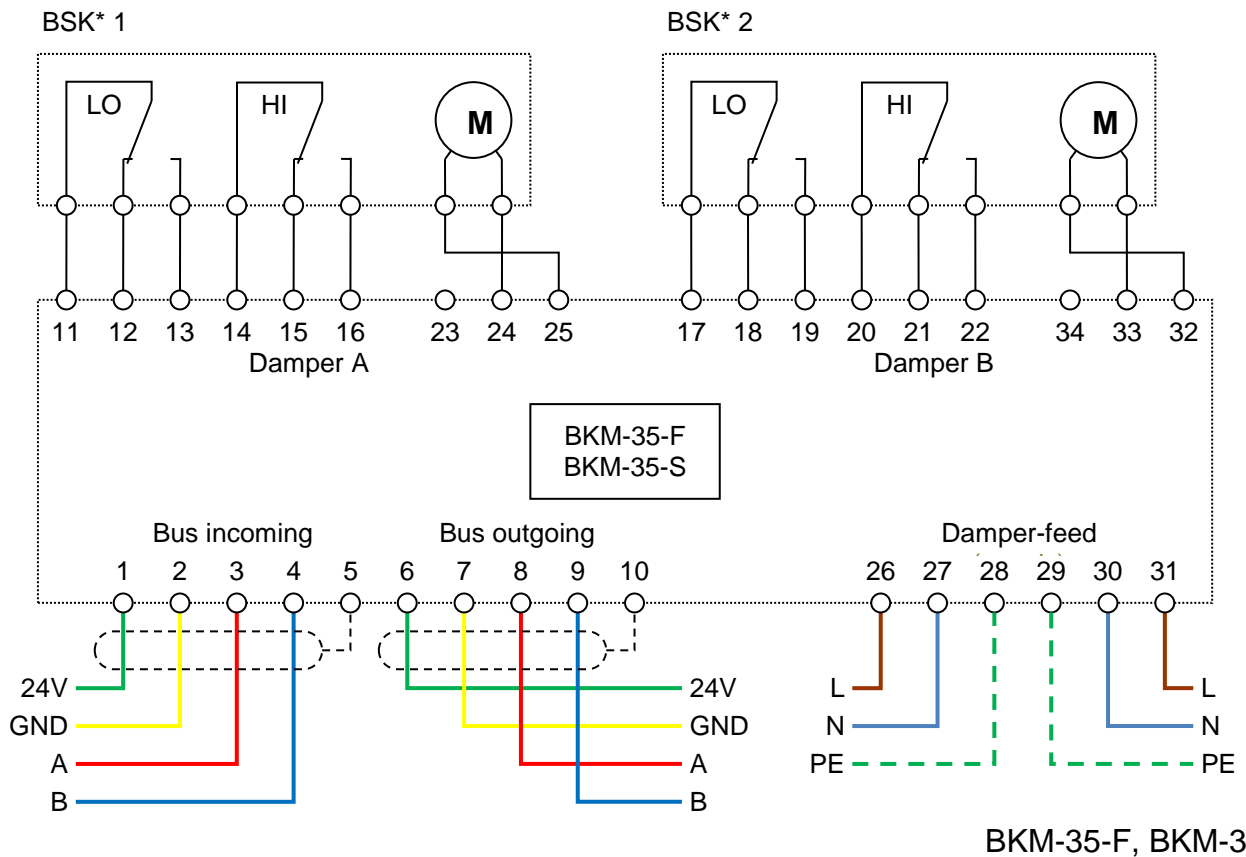 BSK* 1 BSK* 2
LO HI M LO HI M
11 12 13 14 15 16 23 24 25 17 18 19 20 21 22 34 33 32
Damper A Damper B
BKM-35-F
BKM-35-S
Bus incoming Bus outgoing Damper-feed
1 2 3 4 5 6 7 8 9 10 26 27 28 29 30 31
24V 24V L L
GND GND N N
A A PE PE
B B
BKM-35-F, BKM-3